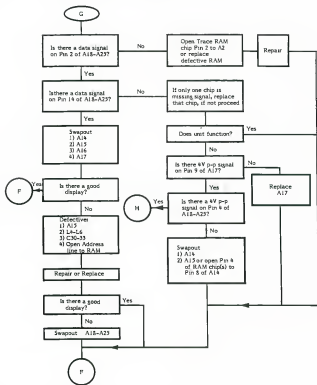 G
Is there a data signal
on Pin 2 of A18-A25?
No
Open Trace RAM
chip Pin 2 to A2
or replace
defective RAM
Repair
Yes
Is there a data signal
on Pin 14 of A18-A25?
No
If only one chip is
missing signal, replace
that chip, if not proceed
Yes
Swapout
1) A14
2) A15
3) A16
4) A17
Does unit function?
Yes
No
Is there 4V p-p signal
on Pin 9 of A17?
No
Replace
A17
Yes
F
Yes
Is there a good
display?
No
H
Yes
Is there a 4V p-p
signal on Pin 4 of
A18-A25?
No
Defectives
1) A15
2) L4-L6
3) C30-33
4) Open Address
line to RAM
Swapout
1) A14
2) A15 or open Pin 4
of RAM chip(s) to
Pin 8 of A14
Repair or Replace
Is there a good
display?
Yes
No
Swapout A18-A25
F